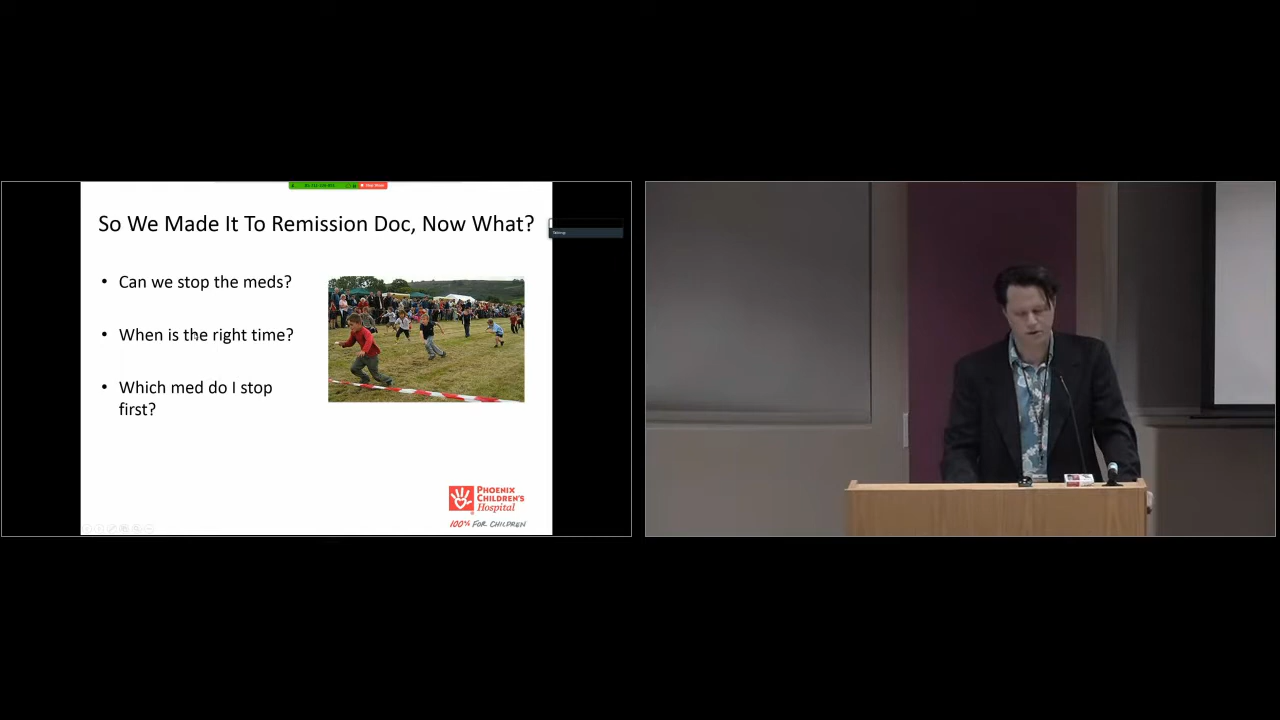 So We Made It To Remission Doc, Now What?
• Can we stop the meds?
• When is the right time?
• Which med do I stop
first?
PHOENIX
CHILDREN'S
Hospital
100% FOR CHILDREN